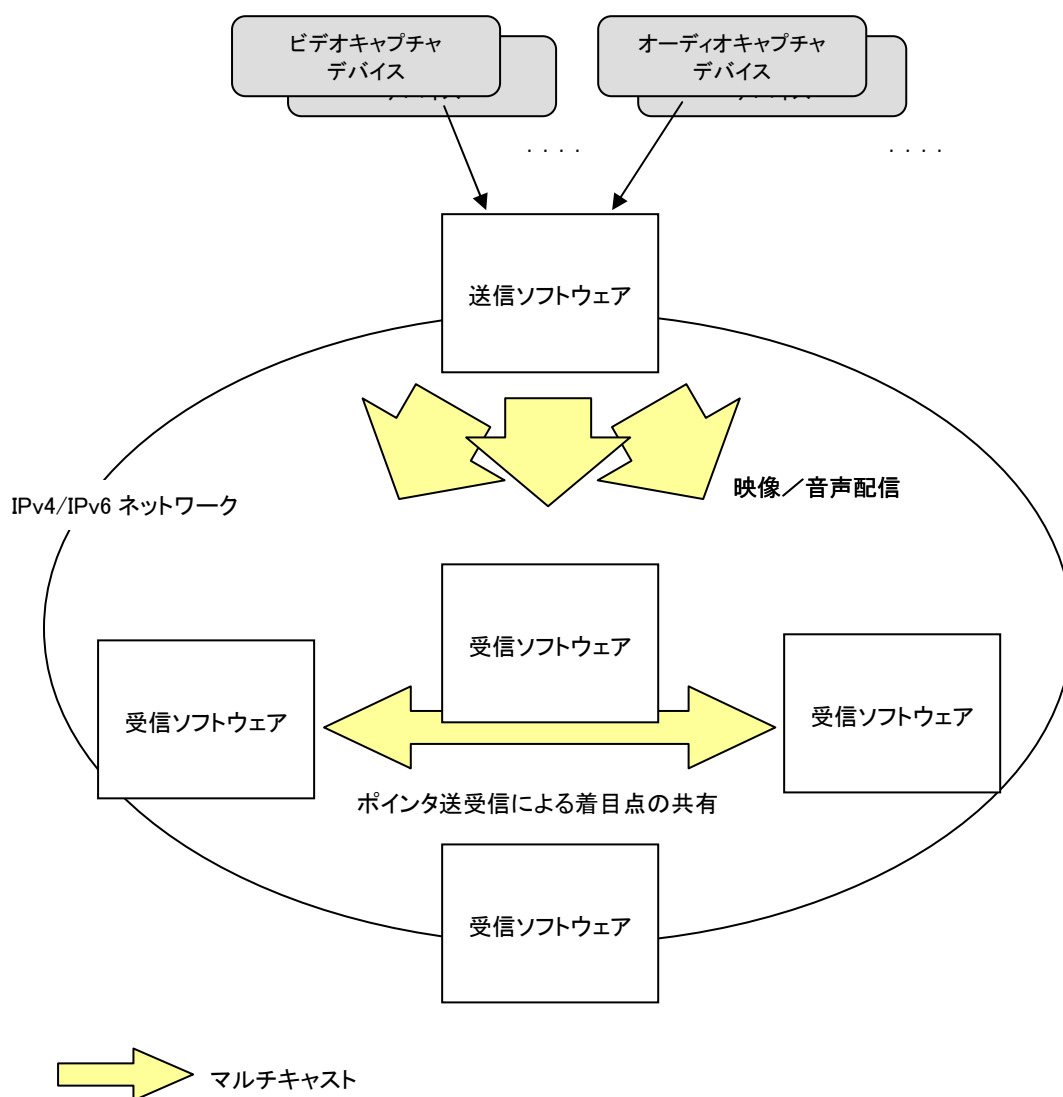 ビデオキャプチャ
デバイス
オーディオキャプチャ
デバイス
. . . .
. . . .
送信ソフトウェア
映像／音声配信
IPv4/IPv6 ネットワーク
受信ソフトウェア
受信ソフトウェア
受信ソフトウェア
ポインタ送受信による着目点の共有
受信ソフトウェア
マルチキャスト